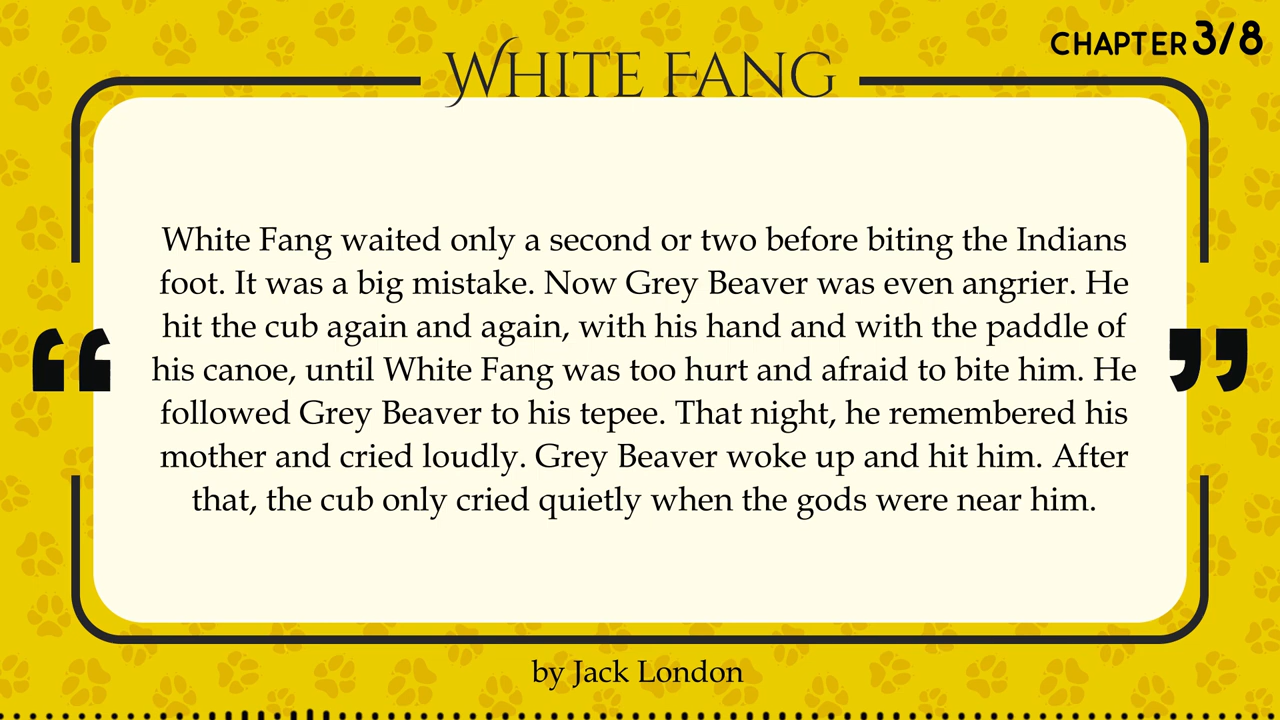 CHAPTER 3/8
WHITE FANG
White Fang waited only a second or two before biting the Indians
foot. It was a big mistake. Now Grey Beaver was even angrier. He
hit the cub again and again, with his hand and with the paddle of
his canoe, until White Fang was too hurt and afraid to bite him. He
followed Grey Beaver to his tepee. That night, he remembered his
mother and cried loudly. Grey Beaver woke up and hit him. After
that, the cub only cried quietly when the gods were near him.
“ ”
by Jack London